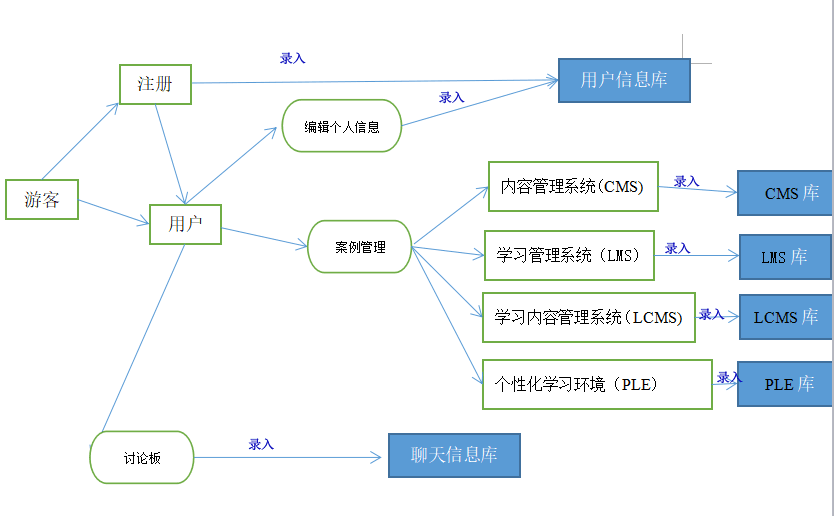 录入
注册
用户信息库
录入
编辑个人信息
内容管理系统(CMS)
录入
CMS 库
游客
用户
案例管理
学习管理系统（LMS）
录入
LMS 库
学习内容管理系统（LCMS)
录入
LCMS 库
个性化学习环境（PLE）
录入
PLE 库
讨论板
录入
聊天信息库